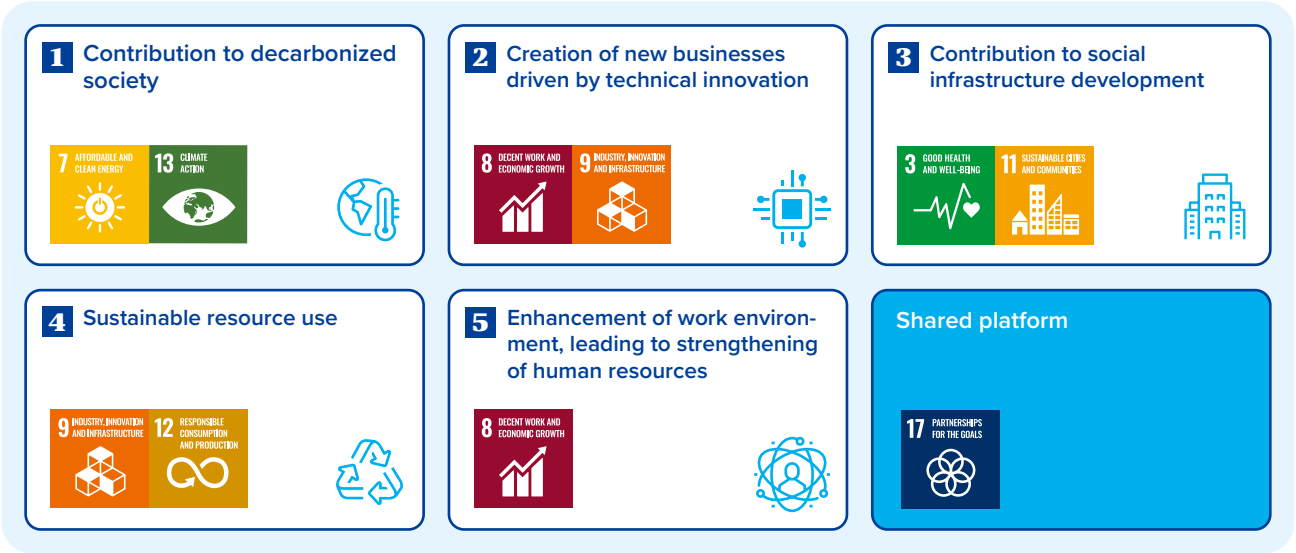 1 Contribution to decarbonized
society
7 AFFORDABLE AND
CLEAN ENERGY
13 CLIMATE
ACTION
2 Creation of new businesses
driven by technical innovation
8 DECENT WORK AND
ECONOMIC GROWTH
9 INDUSTRY, INNOVATION
AND INFRASTRUCTURE
3 Contribution to social
infrastructure development
3 GOOD HEALTH
AND WELL-BEING
11 SUSTAINABLE CITIES
AND COMMUNITIES
4 Sustainable resource use
9 INDUSTRY, INNOVATION
AND INFRASTRUCTURE
12 RESPONSIBLE
CONSUMPTION
AND PRODUCTION
5 Enhancement of work environ-
ment, leading to strengthening
of human resources
8 DECENT WORK AND
ECONOMIC GROWTH
Shared platform
17 PARTNERSHIPS
FOR THE GOALS